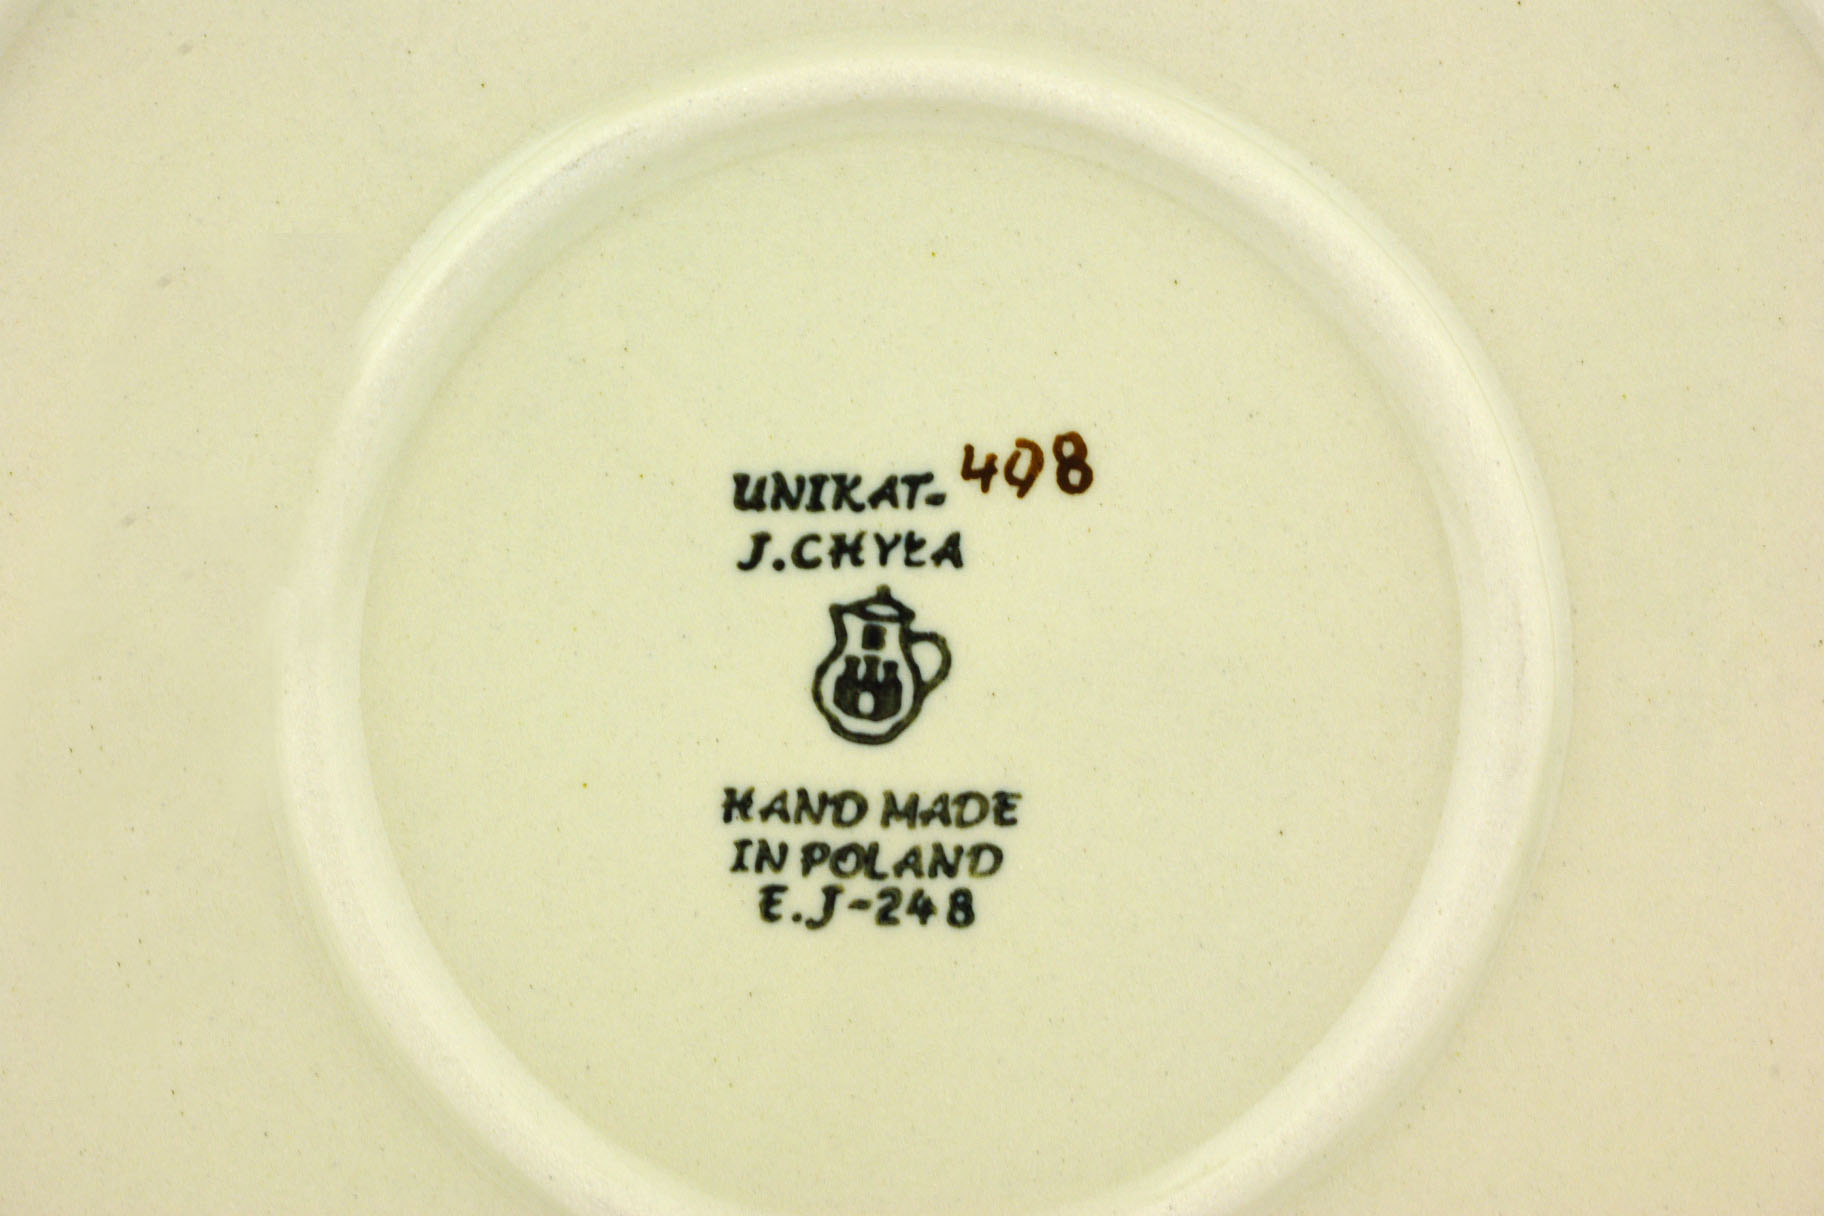 UNIKAT- 408
J.CHYŁA
HAND MADE
IN POLAND
E.J-248